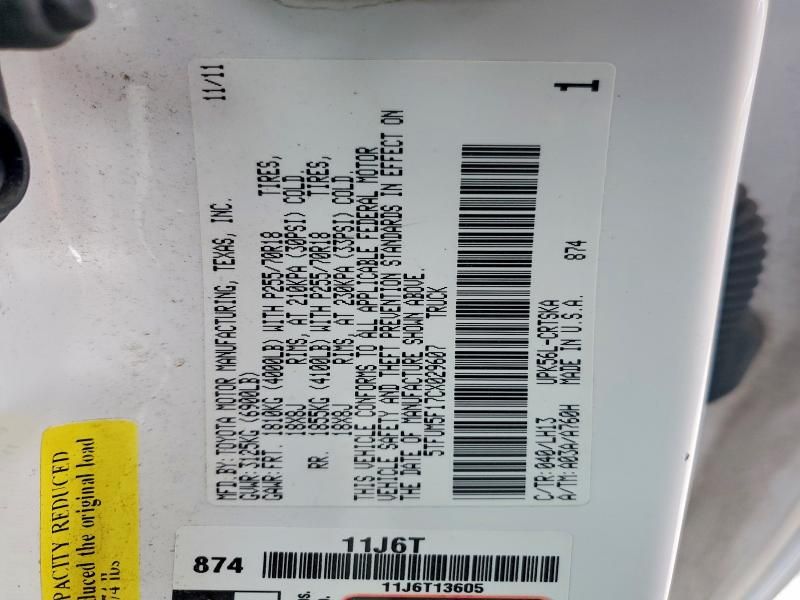 MFD.BY: TOYOTA MOTOR MANUFACTURING, TEXAS, INC. 11/11
GVWR: 3125KG (6900LB)
GAWR: FRT. 1810KG (4000LB) WITH P255/70R18 TIRES,
18X8J RIMS, AT 210KPA (30PSI) COLD.
RR. 1855KG (4100LB) WITH P255/70R18 TIRES,
18X8J RIMS, AT 230KPA (33PSI) COLD.
THIS VEHICLE CONFORMS TO ALL APPLICABLE FEDERAL MOTOR
VEHICLE SAFETY AND THEFT PREVENTION STANDARDS IN EFFECT ON
THE DATE OF MANUFACTURE SHOWN ABOVE.
5TFUM5F17CX029607 TRUCK
C/TR: 040/LH13 UPK56L-CRTSKA
A/TM: A03A/A760H MADE IN U.S.A. 874
1
PACITY REDUCED
duced the original load
74 lbs
11J6T
874
11J6T13605